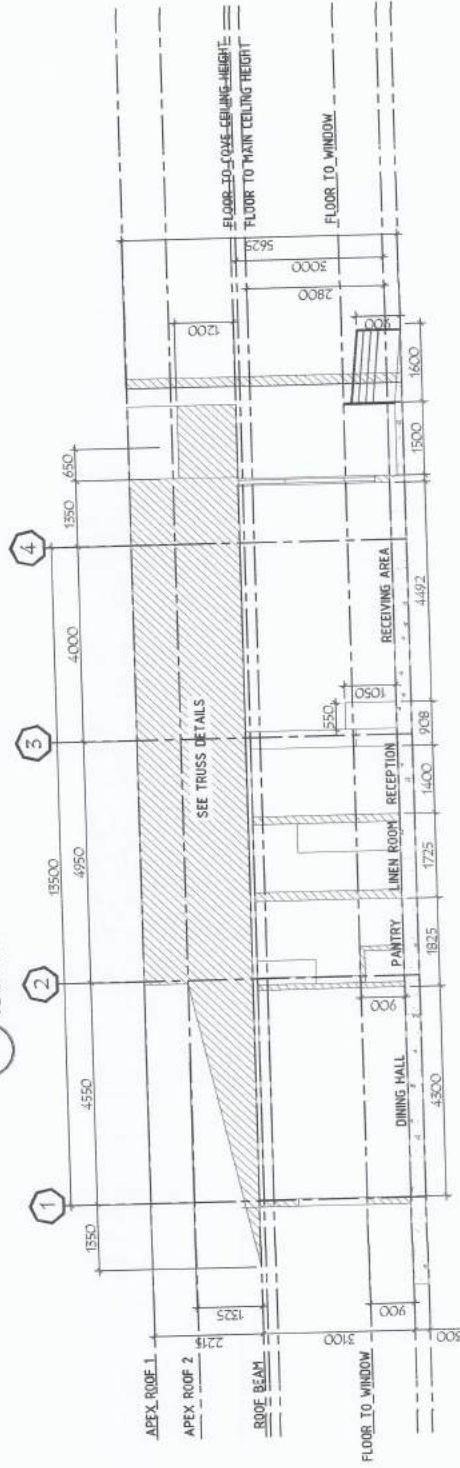 1
2
3
4
13500
1350
4550
4950
4000
1350
650
APEX ROOF 1
APEX ROOF 2
ROOF BEAM
FLOOR TO WINDOW
2215
1325
3100
900
SEE TRUSS DETAILS
1200
FLOOR TO COVE CEILING HEIGHT
FLOOR TO MAIN CEILING HEIGHT
FLOOR TO WINDOW
5625
3000
2800
900
550
1050
900
DINING HALL
PANTRY
LINEN ROOM
RECEPTION
RECEIVING AREA
4300
1825
1725
1400
908
4492
1500
1600